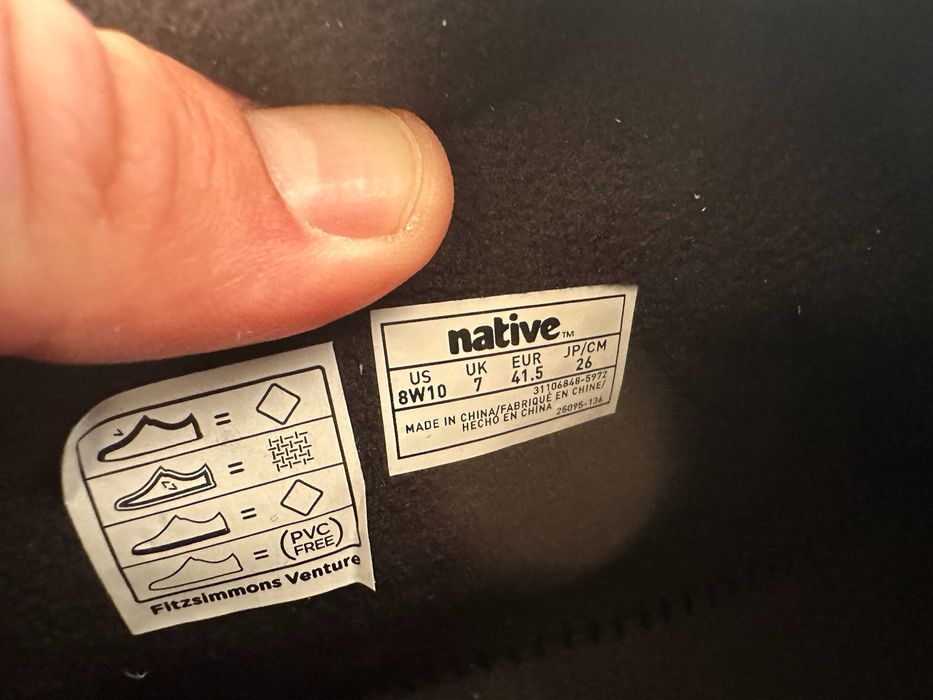 native™
US UK EUR JP/CM
8W10 7 41.5 26
31106848-5972
MADE IN CHINA/FABRIQUÉ EN CHINE/
HECHO EN CHINA 25095-136
=
=
=
= (PVC FREE)
Fitzsimmons Venture